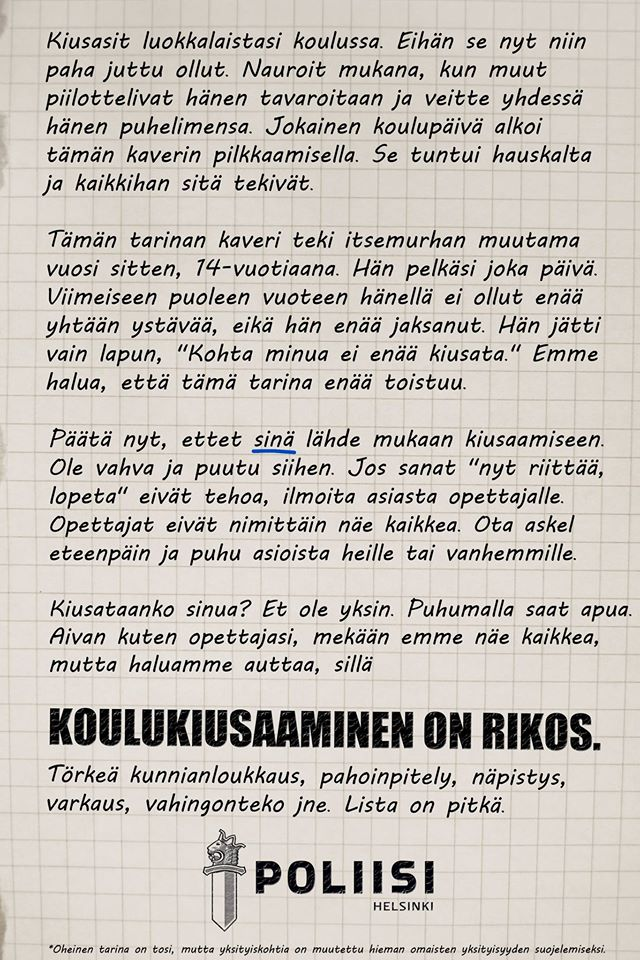 Kiusasit luokkalaistasi koulussa. Eihän se nyt niin
paha juttu ollut. Nauroit mukana, kun muut
piilottelivat hänen tavaroitaan ja veitte yhdessä
hänen puhelimensa. Jokainen koulupäivä alkoi
tämän kaverin pilkkaamisella. Se tuntui hauskalta
ja kaikkihan sitä tekivät.
Tämän tarinan kaveri teki itsemurhan muutama
vuosi sitten, 14-vuotiaana. Hän pelkäsi joka päivä.
Viimeiseen puoleen vuoteen hänellä ei ollut enää
yhtään ystävää, eikä hän enää jaksanut. Hän jätti
vain lapun, "Kohta minua ei enää kiusata." Emme
halua, että tämä tarina enää toistuu.
Päätä nyt, ettet sinä lähde mukaan kiusaamiseen.
Ole vahva ja puutu siihen. Jos sanat "nyt riittää,
lopeta" eivät tehoa, ilmoita asiasta opettajalle.
Opettajat eivät nimittäin näe kaikkea. Ota askel
eteenpäin ja puhu asioista heille tai vanhemmille.
Kiusataanko sinua? Et ole yksin. Puhumalla saat apua.
Aivan kuten opettajasi, mekään emme näe kaikkea,
mutta haluamme auttaa, sillä
KOULUKIUSAAMINEN ON RIKOS.
Törkeä kunnianloukkaus, pahoinpitely, näpistys,
varkaus, vahingonteko jne. Lista on pitkä.
POLIISI
HELSINKI
*Oheinen tarina on tosi, mutta yksityiskohtia on muutettu hieman omaisten yksityisyyden suojelemiseksi.